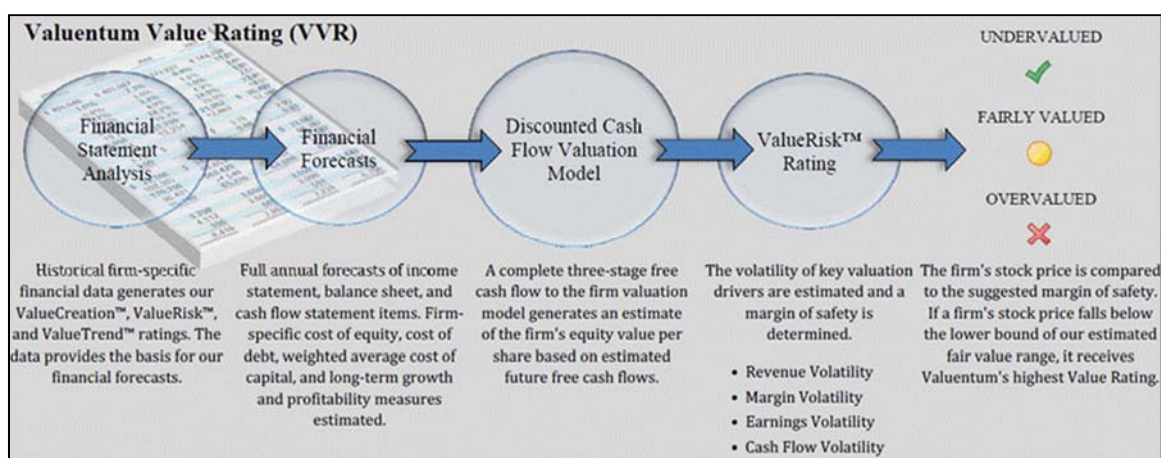 Valuentum Value Rating (VVR)
Financial
Statement
Analysis
Financial
Forecasts
Discounted Cash
Flow Valuation
Model
ValueRisk™
Rating
UNDERVALUED
FAIRLY VALUED
OVERVALUED
Historical firm-specific
financial data generates our
ValueCreation™, ValueRisk™,
and ValueTrend™ ratings. The
data provides the basis for our
financial forecasts.
Full annual forecasts of income
statement, balance sheet, and
cash flow statement items. Firm-
specific cost of equity, cost of
debt, weighted average cost of
capital, and long-term growth
and profitability measures
estimated.
A complete three-stage free
cash flow to the firm valuation
model generates an estimate
of the firm's equity value per
share based on estimated
future free cash flows.
The volatility of key valuation
drivers are estimated and a
margin of safety is
determined.
• Revenue Volatility
• Margin Volatility
• Earnings Volatility
• Cash Flow Volatility
The firm's stock price is compared
to the suggested margin of safety.
If a firm's stock price falls below
the lower bound of our estimated
fair value range, it receives
Valuentum's highest Value Rating.